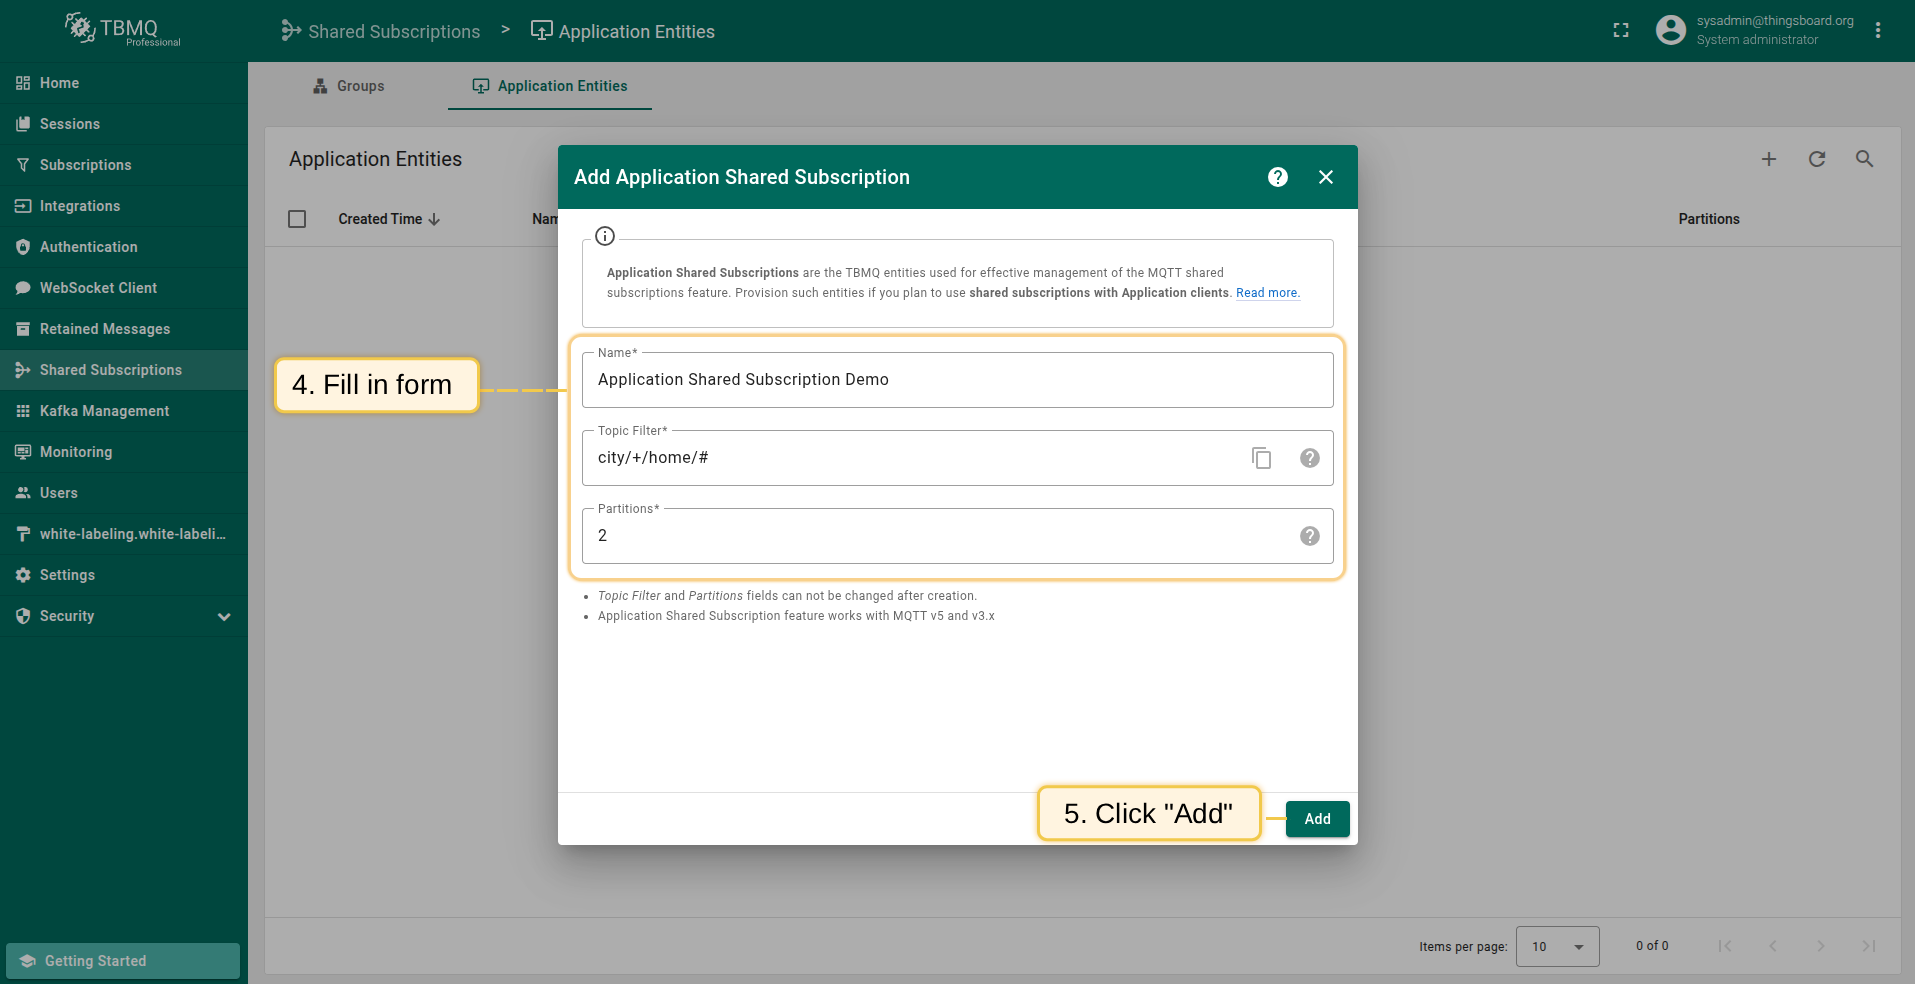 TBMQ
Professional
Shared Subscriptions > Application Entities
sysadmin@thingsboard.org
System administrator
Home
Sessions
Subscriptions
Integrations
Authentication
WebSocket Client
Retained Messages
Shared Subscriptions
Kafka Management
Monitoring
Users
white-labeling.white-labeli...
Settings
Security
Getting Started
Groups
Application Entities
Application Entities
Created Time
Nam
Partitions
Add Application Shared Subscription
Application Shared Subscriptions are the TBMQ entities used for effective management of the MQTT shared
subscriptions feature. Provision such entities if you plan to use shared subscriptions with Application clients. Read more.
4. Fill in form
Name*
Application Shared Subscription Demo
Topic Filter*
city/+/home/#
Partitions*
2
Topic Filter and Partitions fields can not be changed after creation.
Application Shared Subscription feature works with MQTT v5 and v3.x
5. Click "Add"
Add
Items per page:
10
0 of 0